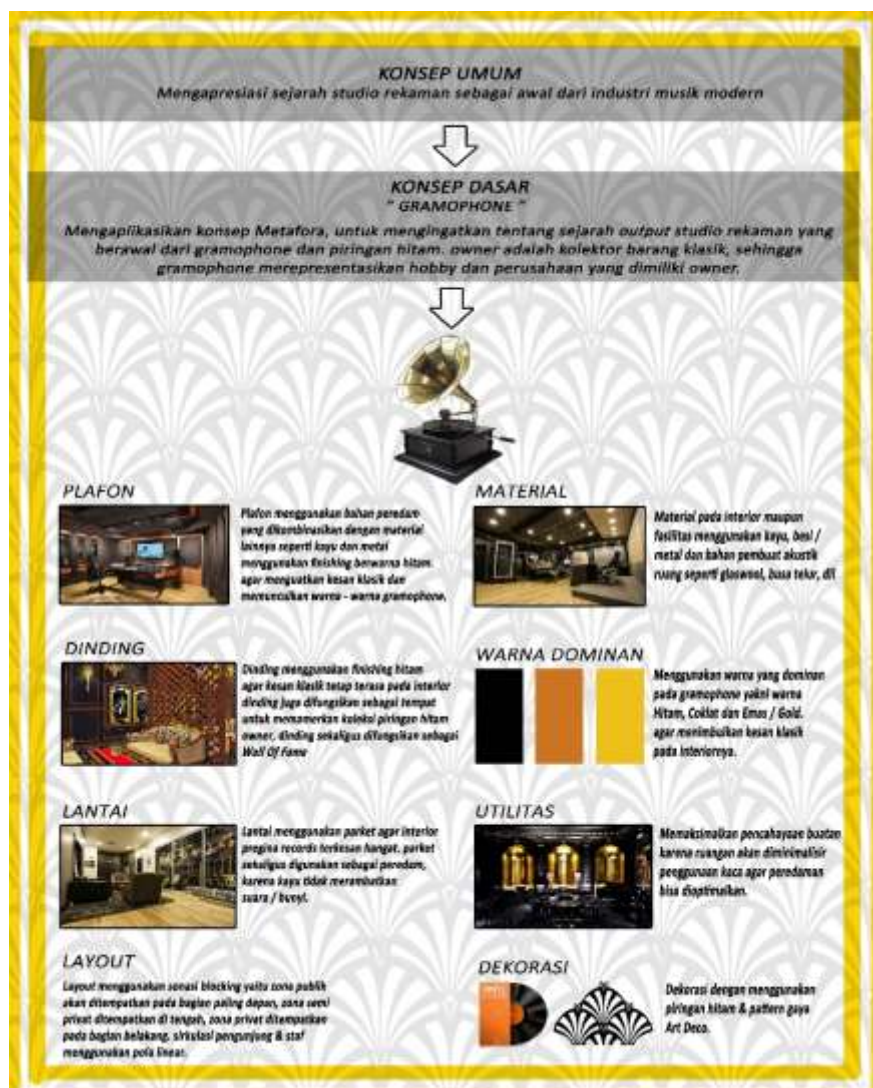 KONSEP UMUM
Mengapresiasi sejarah studio rekaman sebagai awal dari industri musik modern
KONSEP DASAR
" GRAMOPHONE "
Mengaplikasikan konsep Metafora, untuk mengingatkan tentang sejarah output studio rekaman yang
berawal dari gramophone dan piringan hitam. owner adalah kolektor barang klasik, sehingga
gramophone merepresentasikan hobby dan perusahaan yang dimiliki owner.
PLAFON
Plafon menggunakan bahan peredam
yang dikombinasikan dengan material
lainnya seperti kayu dan metal
menggunakan finishing berwarna hitam.
agar menguatkan kesan klasik dan
memunculkan warna - warna gramophone.
MATERIAL
Material pada interior maupun
fasilitas menggunakan kayu, besi /
metal dan bahan pembuat akustik
ruang seperti glaswool, busa telur, dll
DINDING
Dinding menggunakan finishing hitam
agar kesan klasik tetap terasa pada interior
dinding juga difungsikan sebagai tempat
untuk memamerkan koleksi piringan hitam
owner, dinding sekaligus difungsikan sebagai
Wall Of Fame
WARNA DOMINAN
Menggunakan warna yang dominan
pada gramophone yakni warna
Hitam, Coklat dan Emas / Gold.
agar menimbulkan kesan klasik
pada interiornya.
LANTAI
Lantai menggunakan parket agar interior
pregina records terkesan hangat. parket
sekaligus digunakan sebagai peredam,
karena kayu tidak merambatkan
suara / bunyi.
UTILITAS
Memaksimalkan pencahayaan buatan
karena ruangan akan diminimalisir
penggunaan kaca agar peredaman
bisa dioptimalkan.
LAYOUT
Layout menggunakan zonasi blocking yaitu zona publik
akan ditempatkan pada bagian paling depan, zona semi
privat ditempatkan di tengah, zona privat ditempatkan
pada bagian belakang. sirkulasi pengunjung & staf
menggunakan pola linear.
DEKORASI
Dekorasi dengan menggunakan
piringan hitam & pattern gaya
Art Deco.